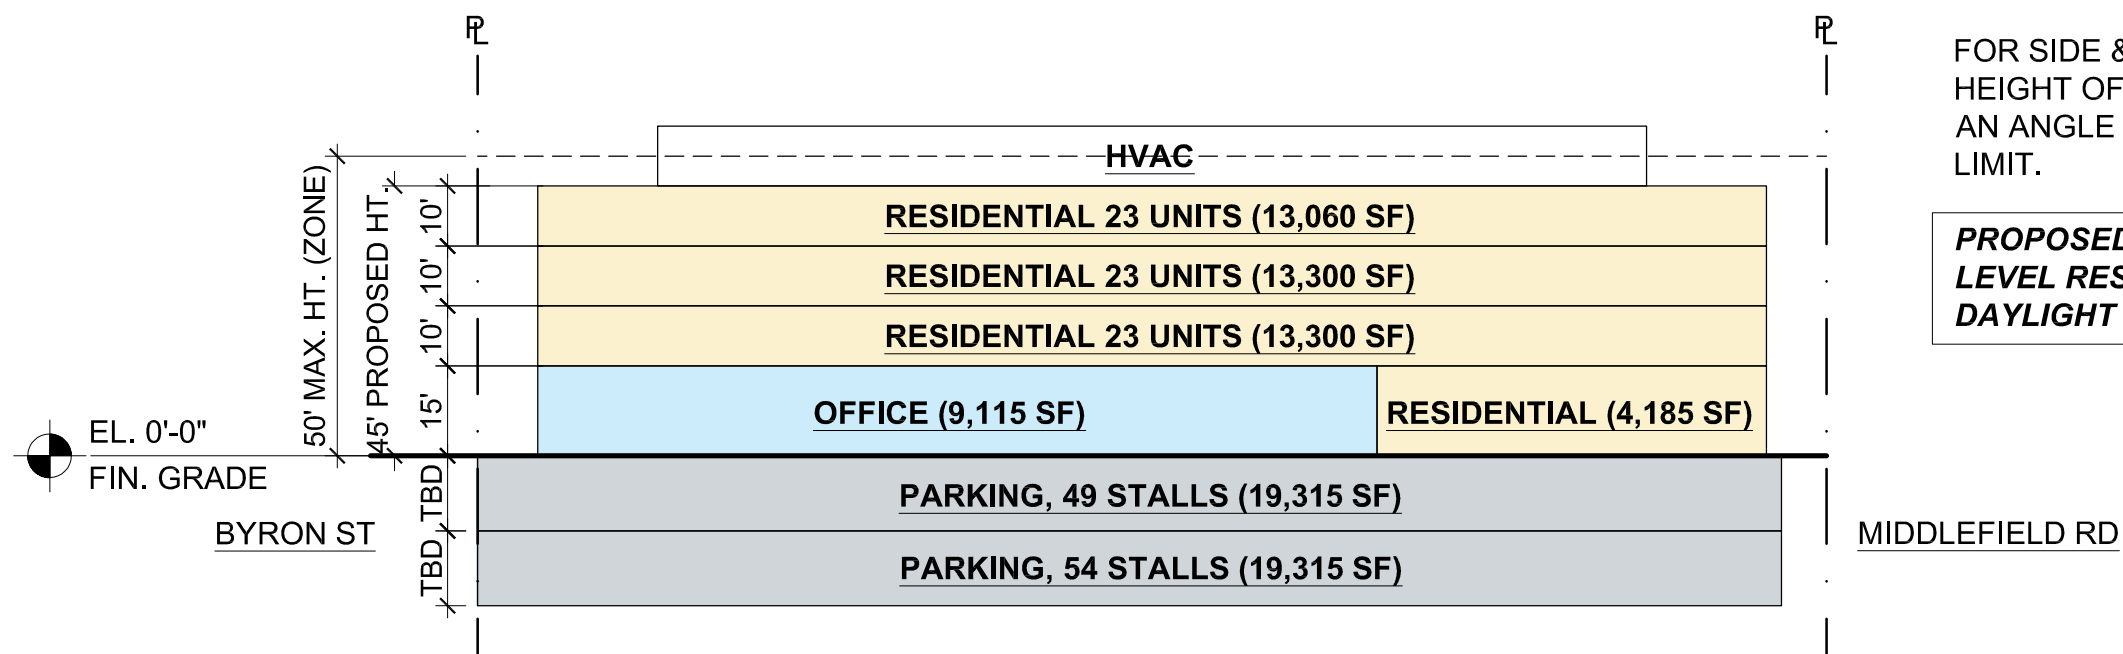 PL
PL
FOR SIDE &
HEIGHT OF
AN ANGLE
LIMIT.
HVAC
50' MAX. HT. (ZONE)
45' PROPOSED HT.
10'
RESIDENTIAL 23 UNITS (13,060 SF)
PROPOSED
LEVEL RES
DAYLIGHT
10'
RESIDENTIAL 23 UNITS (13,300 SF)
10'
RESIDENTIAL 23 UNITS (13,300 SF)
15'
OFFICE (9,115 SF)
RESIDENTIAL (4,185 SF)
EL. 0'-0"
FIN. GRADE
TBD
PARKING, 49 STALLS (19,315 SF)
BYRON ST
MIDDLEFIELD RD
TBD
PARKING, 54 STALLS (19,315 SF)